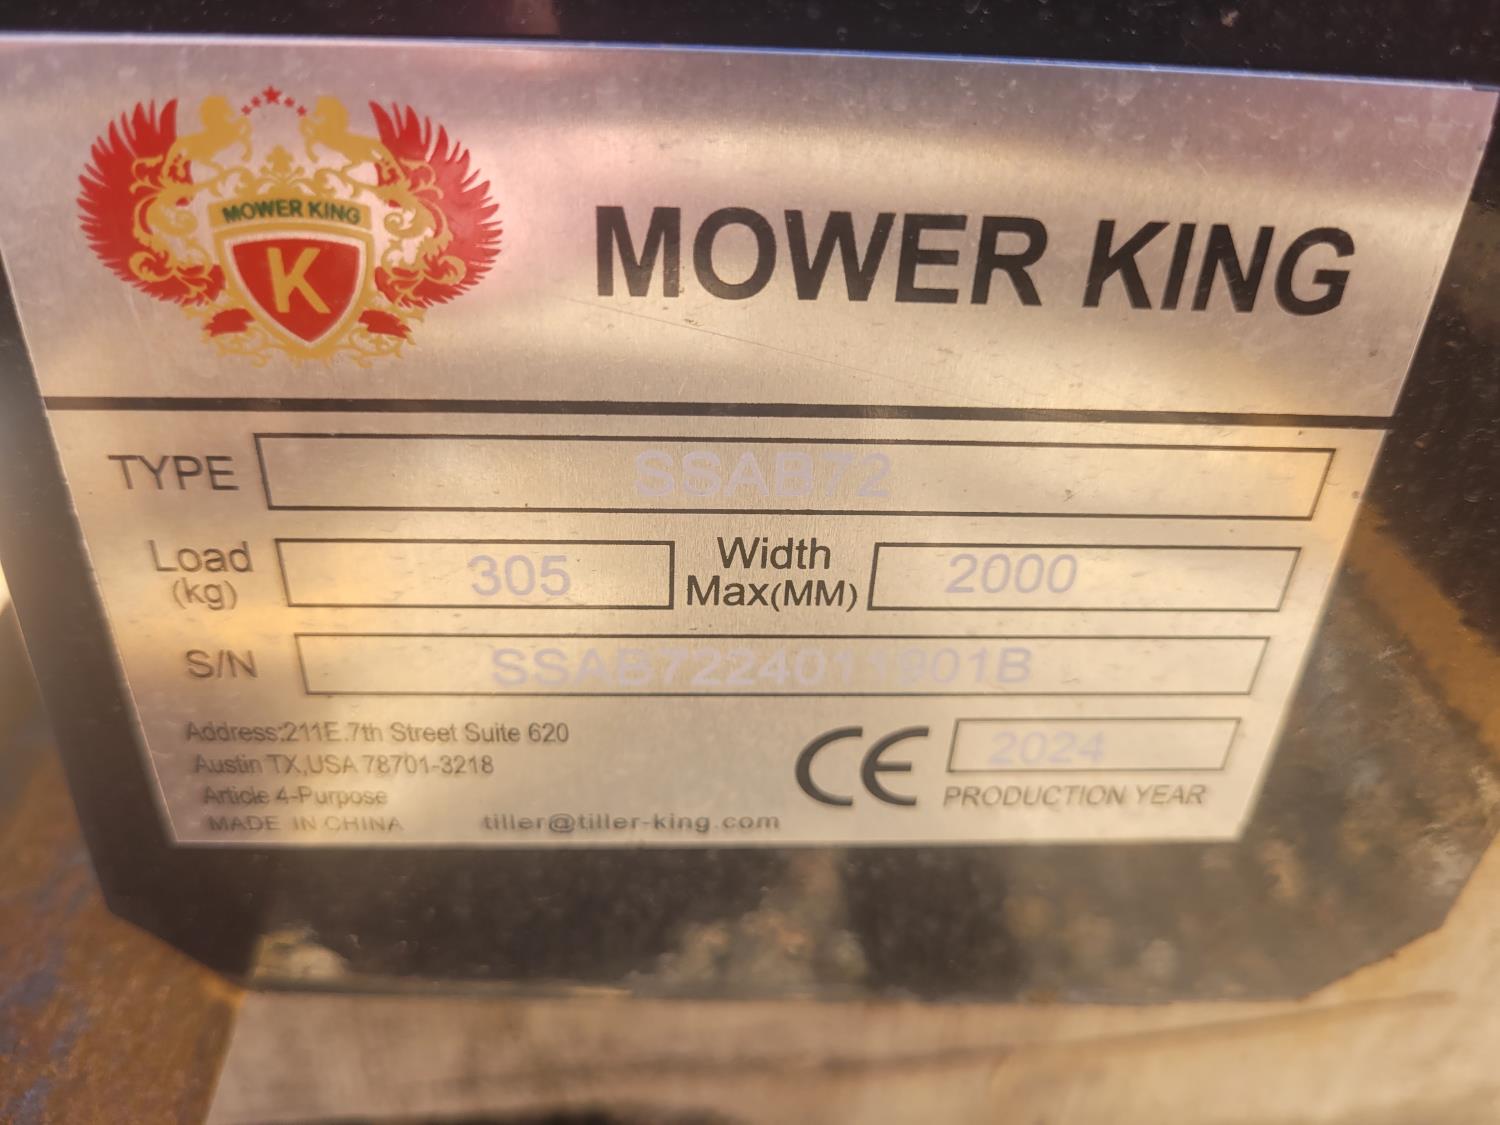 MOWER KING
K
MOWER KING
TYPE SSAB72
Load (kg) 305 Width Max(MM) 2000
S/N SSAB72224011901B
Address:211E.7th Street Suite 620
Austin TX,USA 78701-3218
Article 4-Purpose
MADE IN CHINA
tiller@tiller-king.com
CE 2024
PRODUCTION YEAR